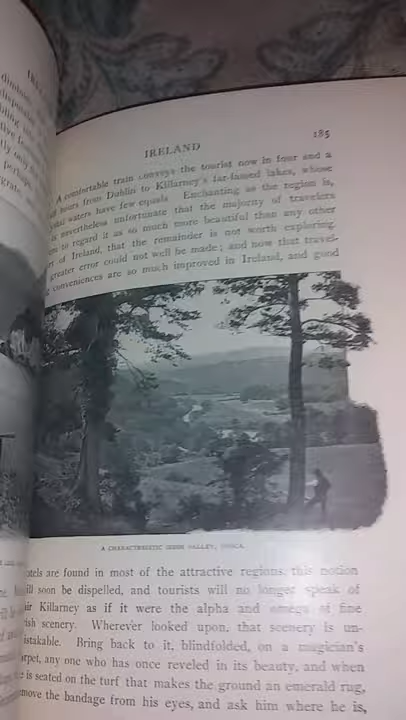 IRELAND
185
A comfortable train conveys the tourist now in four and a
hours from Dublin to Killarney's far-famed lakes, whose
waters have few equals. Enchanting as the region is,
is nevertheless unfortunate that the majority of travelers
to regard it as so much more beautiful than any other
of Ireland, that the remainder is not worth exploring.
greater error could not well be made; and now that travel-
conveniences are so much improved in Ireland, and good
A CHARACTERISTIC IRISH VALLEY,
are found in most of the attractive regions, this notion
soon be dispelled, and tourists will no longer speak of
Killarney as if it were the alpha and omega of fine
scenery. Wherever looked upon, that scenery is un-
istakable. Bring back to it, blindfolded, on a magician's
any one who has once reveled in its beauty, and when
is seated on the turf that makes the ground an emerald rug,
the bandage from his eyes, and ask him where he is,